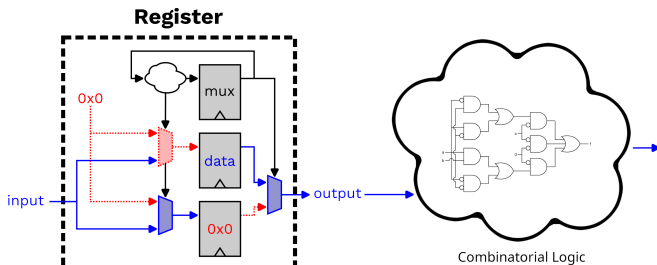 Register
mux
0x0
data
input
output
0x0
Combinatorial Logic